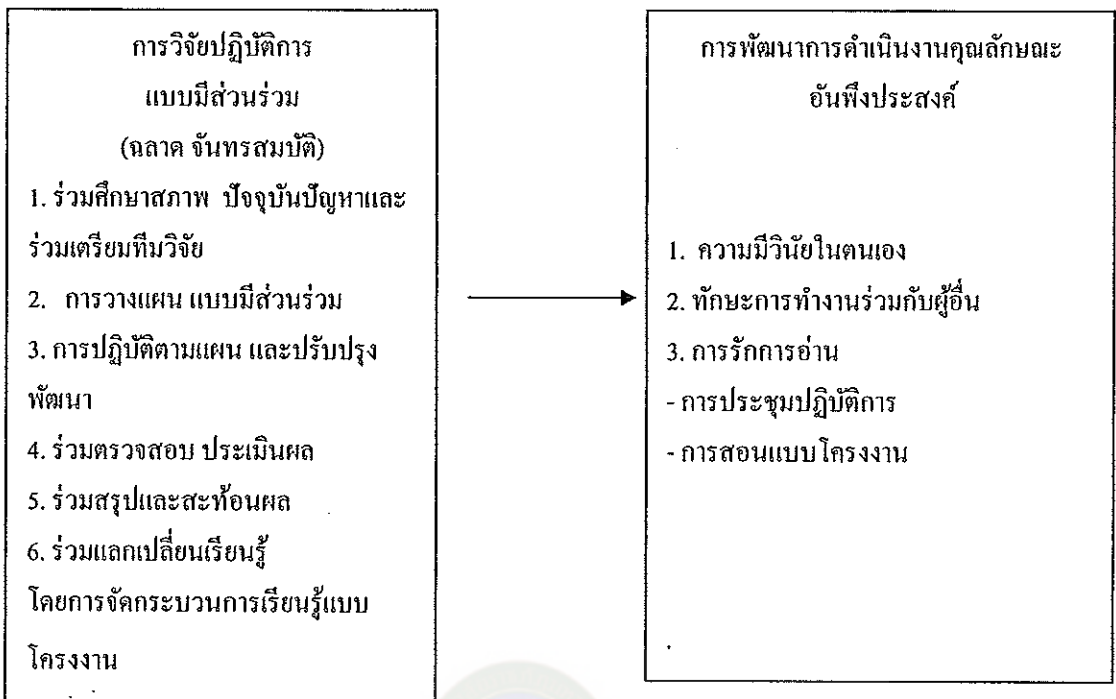 การวิจัยปฏิบัติการ
แบบมีส่วนร่วม
(ฉลาด จันทรสมบัติ)
1. ร่วมศึกษาสภาพ ปัจจุบันปัญหาและ
ร่วมเตรียมทีมวิจัย
2. การวางแผน แบบมีส่วนร่วม
3. การปฏิบัติตามแผน และปรับปรุง
พัฒนา
4. ร่วมตรวจสอบ ประเมินผล
5. ร่วมสรุปและสะท้อนผล
6. ร่วมแลกเปลี่ยนเรียนรู้
โดยการจัดกระบวนการเรียนรู้แบบ
โครงงาน
การพัฒนาการดำเนินงานคุณลักษณะ
อันพึงประสงค์
1. ความมีวินัยในตนเอง
2. ทักษะการทำงานร่วมกับผู้อื่น
3. การรักการอ่าน
- การประชุมปฏิบัติการ
- การสอนแบบโครงงาน